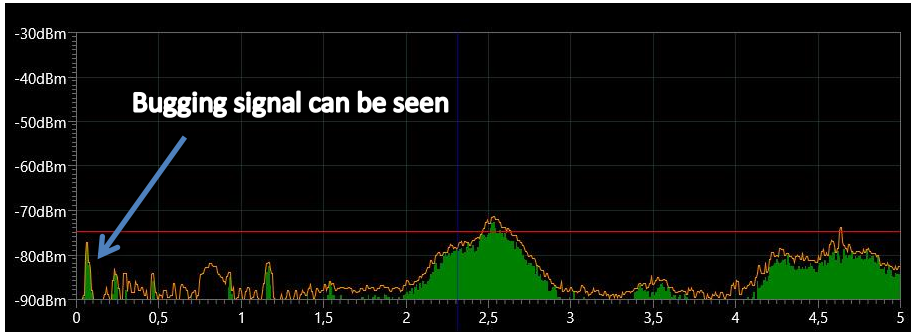 -30dBm
-40dBm
Bugging signal can be seen
-50dBm
-60dBm
-70dBm
-80dBm
-90dBm
0 0,5 1 1,5 2 2,5 3 3,5 4 4,5 5